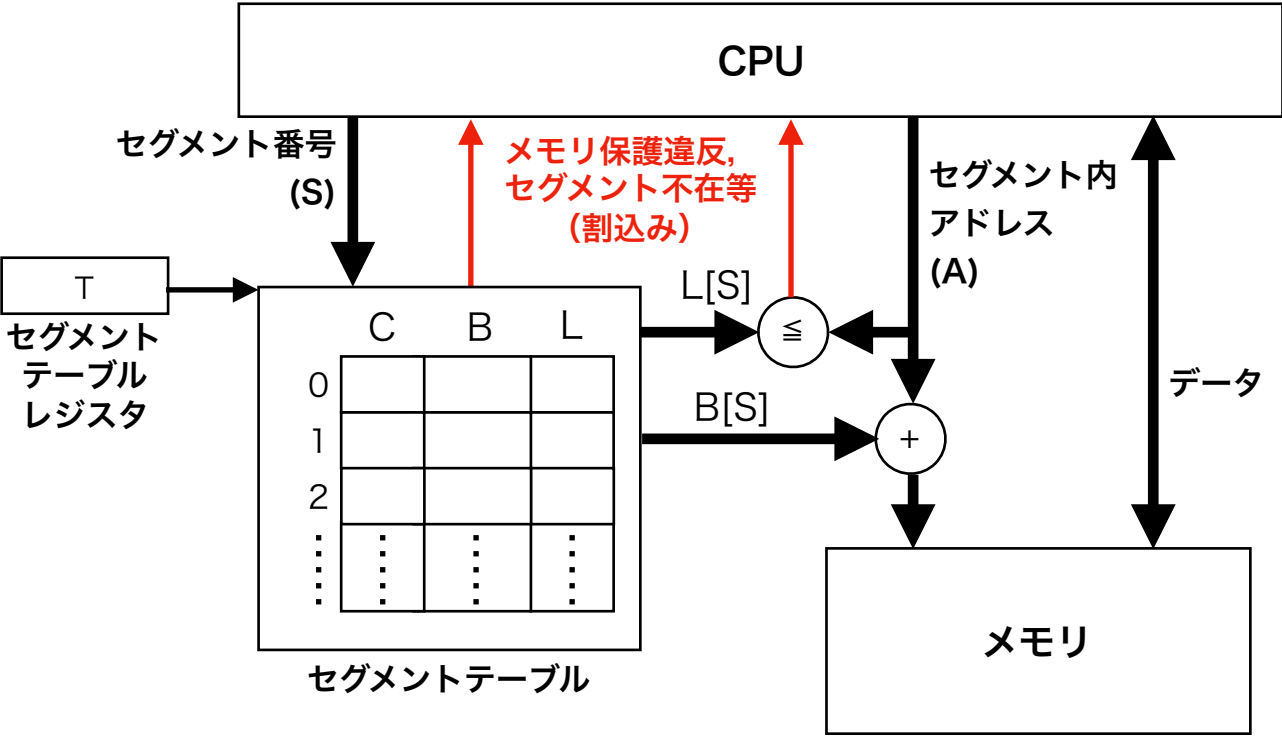 CPU
セグメント番号
(S)
メモリ保護違反,
セグメント不在等
(割込み)
セグメント内
アドレス
(A)
T
セグメント
テーブル
レジスタ
C B L
0
1
2
L[S]
≦
B[S]
+
データ
セグメントテーブル
メモリ